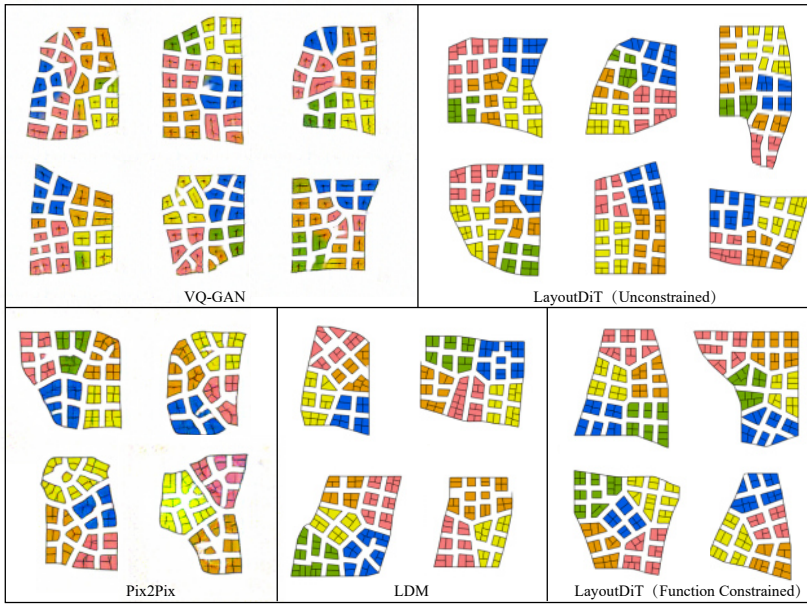 VQ-GAN
LayoutDiT（Unconstrained）
Pix2Pix
LDM
LayoutDiT（Function Constrained）